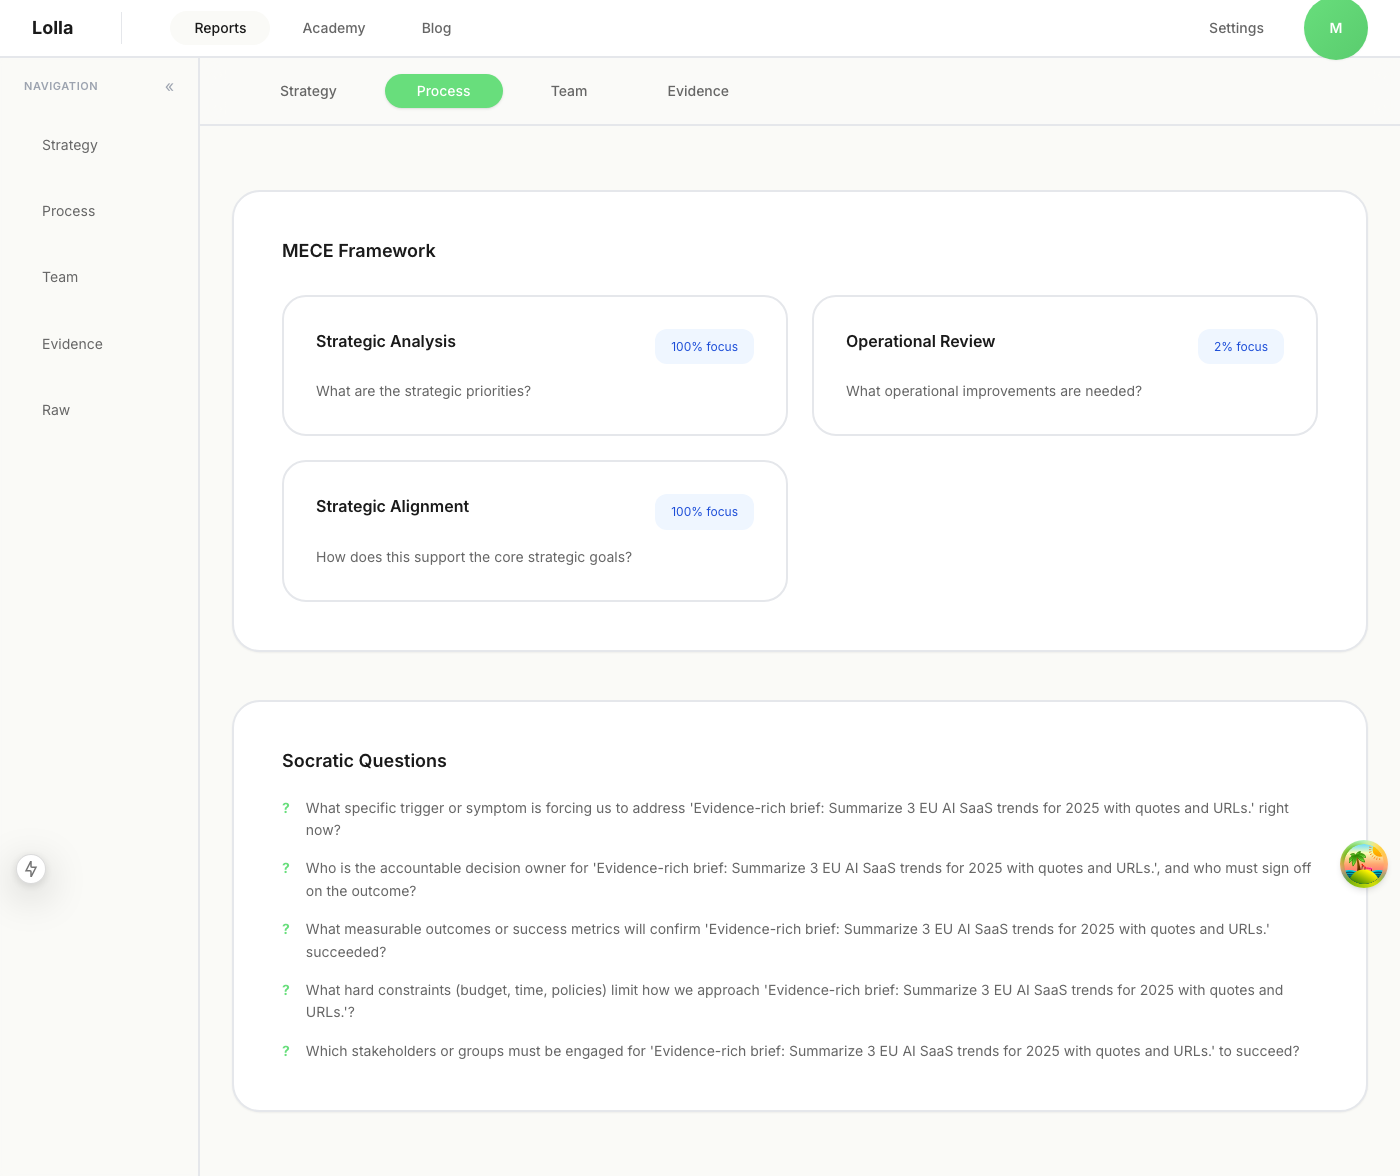 Lolla
Reports
Academy
Blog
Settings
M
NAVIGATION
«
Strategy
Process
Team
Evidence
Raw
Strategy
Process
Team
Evidence
MECE Framework
Strategic Analysis
100% focus
What are the strategic priorities?
Operational Review
2% focus
What operational improvements are needed?
Strategic Alignment
100% focus
How does this support the core strategic goals?
Socratic Questions
? What specific trigger or symptom is forcing us to address 'Evidence-rich brief: Summarize 3 EU AI SaaS trends for 2025 with quotes and URLs.' right
now?
? Who is the accountable decision owner for 'Evidence-rich brief: Summarize 3 EU AI SaaS trends for 2025 with quotes and URLs.', and who must sign off
on the outcome?
? What measurable outcomes or success metrics will confirm 'Evidence-rich brief: Summarize 3 EU AI SaaS trends for 2025 with quotes and URLs.'
succeeded?
? What hard constraints (budget, time, policies) limit how we approach 'Evidence-rich brief: Summarize 3 EU AI SaaS trends for 2025 with quotes and
URLs.'?
? Which stakeholders or groups must be engaged for 'Evidence-rich brief: Summarize 3 EU AI SaaS trends for 2025 with quotes and URLs.' to succeed?